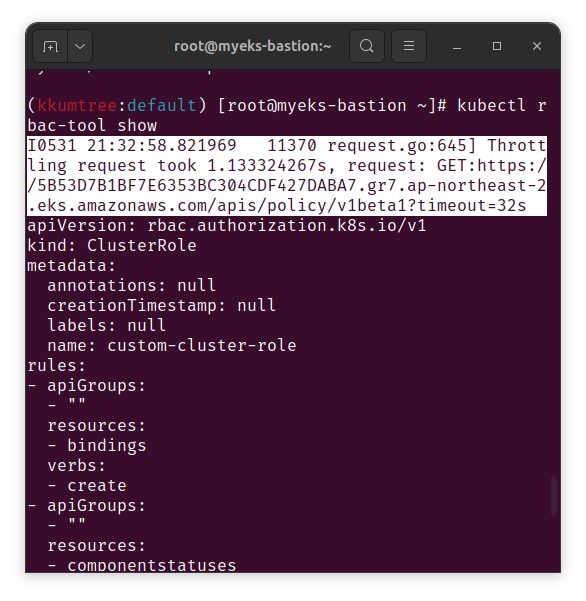 root@myeks-bastion:~
(kkumtree:default) [root@myeks-bastion ~]# kubectl r
bac-tool show
I0531 21:32:58.821969   11370 request.go:645] Thrott
ling request took 1.133324267s, request: GET:https:/
/5B53D7B1BF7E6353BC304CDF427DABA7.gr7.ap-northeast-2
.eks.amazonaws.com/apis/policy/v1beta1?timeout=32s
apiVersion: rbac.authorization.k8s.io/v1
kind: ClusterRole
metadata:
  annotations: null
  creationTimestamp: null
  labels: null
  name: custom-cluster-role
rules:
- apiGroups:
  - ""
  resources:
  - bindings
  verbs:
  - create
- apiGroups:
  - ""
  resources:
  - componentstatuses